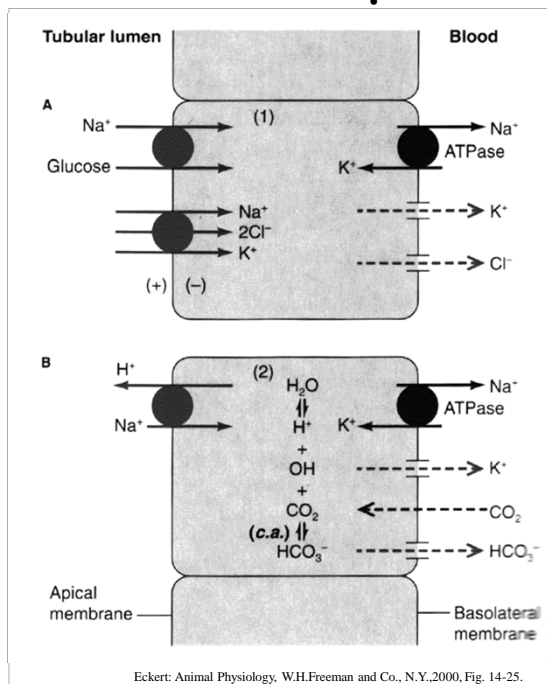 Tubular lumen Blood
A
(1)
Na⁺ Na⁺
ATPase
Glucose K⁺
Na⁺ K⁺
2Cl⁻
K⁺ Cl⁻
(+) (−)
B
H⁺ (2)
H₂O Na⁺
ATPase
Na⁺ H⁺ K⁺
+
OH K⁺
+
CO₂ CO₂
(c.a.)
HCO₃⁻ HCO₃⁻
Apical
membrane
Basolateral
membrane
Eckert: Animal Physiology, W.H.Freeman and Co., N.Y.,2000, Fig. 14-25.